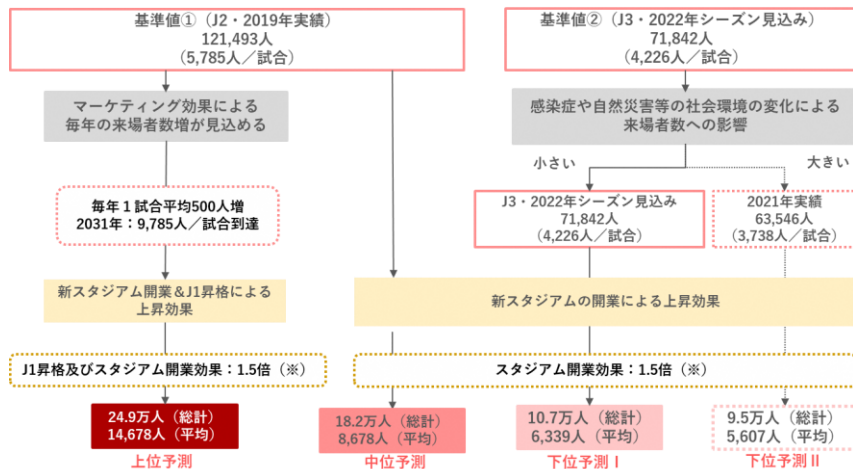 基準値①（J2・2019年実績）
121,493人
（5,785人／試合）
基準値②（J3・2022年シーズン見込み）
71,842人
（4,226人／試合）
マーケティング効果による
毎年の来場者数増が見込める
感染症や自然災害等の社会環境の変化による
来場者数への影響
小さい
大きい
毎年１試合平均500人増
2031年：9,785人／試合到達
J3・2022年シーズン見込み
71,842人
（4,226人／試合）
2021年実績
63,546人
（3,738人／試合）
新スタジアム開業＆J1昇格による
上昇効果
新スタジアムの開業による上昇効果
J1昇格及びスタジアム開業効果：1.5倍（※）
スタジアム開業効果：1.5倍（※）
24.9万人（総計）
14,678人（平均）
18.2万人（総計）
8,678人（平均）
10.7万人（総計）
6,339人（平均）
9.5万人（総計）
5,607人（平均）
上位予測
中位予測
下位予測Ⅰ
下位予測Ⅱ